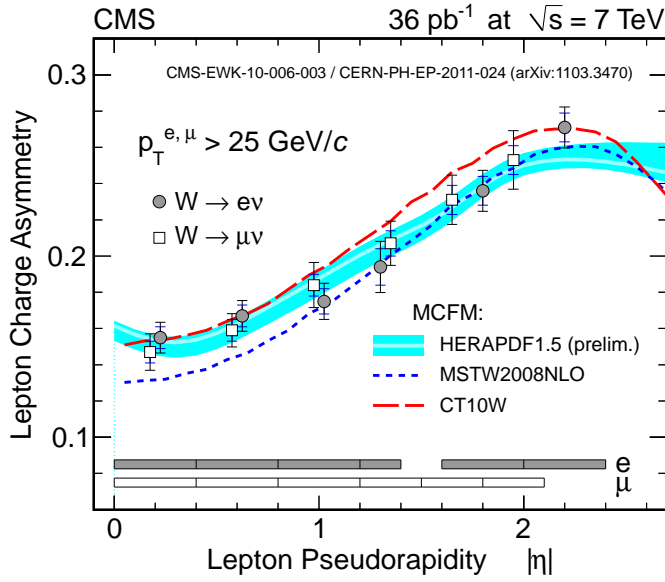 CMS 36 pb⁻¹ at √s = 7 TeV
CMS-EWK-10-006-003 / CERN-PH-EP-2011-024 (arXiv:1103.3470)
p_T^{e, μ} > 25 GeV/c
W → eν
W → μν
MCFM:
HERAPDF1.5 (prelim.)
MSTW2008NLO
CT10W
e
μ
0.3
0.2
0.1
Lepton Charge Asymmetry
0 1 2
Lepton Pseudorapidity |η|